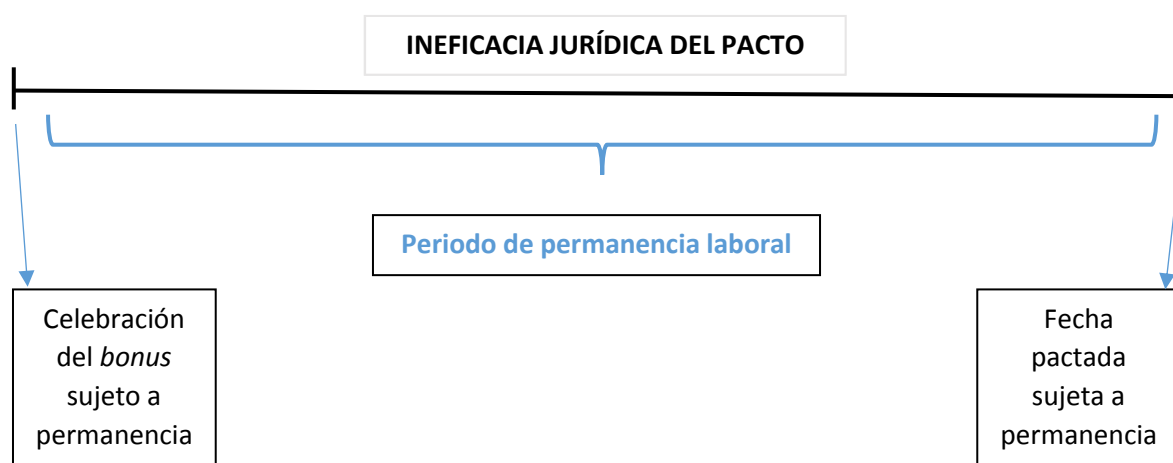 INEFICACIA JURÍDICA DEL PACTO
Periodo de permanencia laboral
Celebración
del bonus
sujeto a
permanencia
Fecha
pactada
sujeta a
permanencia